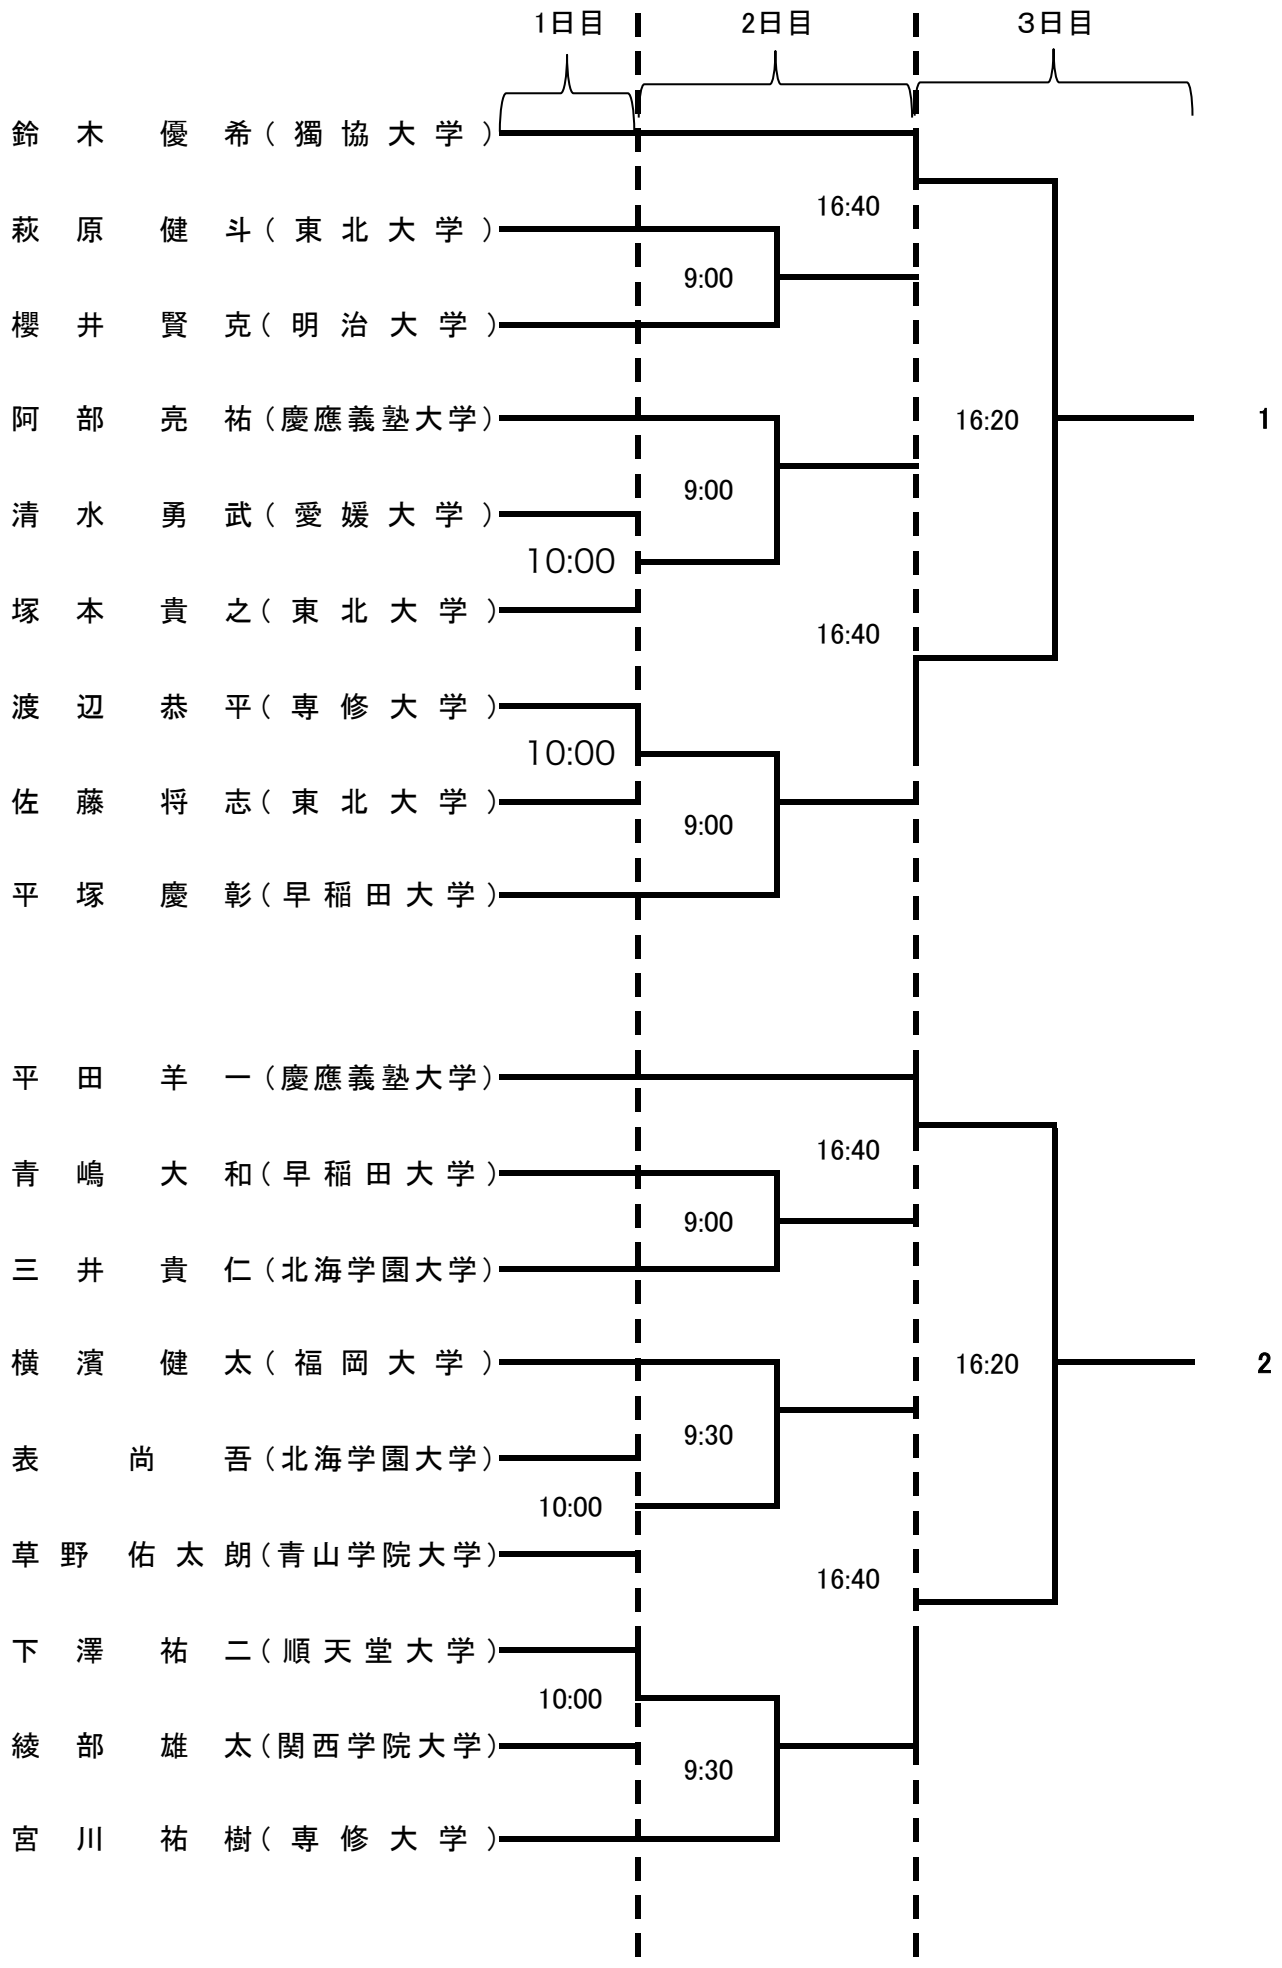 1日目 2日目 3日目
鈴木 優希(獨協大学)
16:40
萩原 健斗(東北大学)
9:00
櫻井 賢克(明治大学)
阿部 亮祐(慶應義塾大学) 16:20 1
9:00
清水 勇武(愛媛大学)
10:00
塚本 貴之(東北大学)
16:40
渡辺 恭平(専修大学)
10:00
佐藤 将志(東北大学)
9:00
平塚 慶彰(早稲田大学)
平田 羊一(慶應義塾大学)
16:40
青嶋 大和(早稲田大学)
9:00
三井 貴仁(北海学園大学)
横濱 健太(福岡大学) 16:20 2
9:30
表 尚吾(北海学園大学)
10:00
草野 佑太朗(青山学院大学)
16:40
下澤 祐二(順天堂大学)
10:00
綾部 雄太(関西学院大学)
9:30
宮川 祐樹(専修大学)